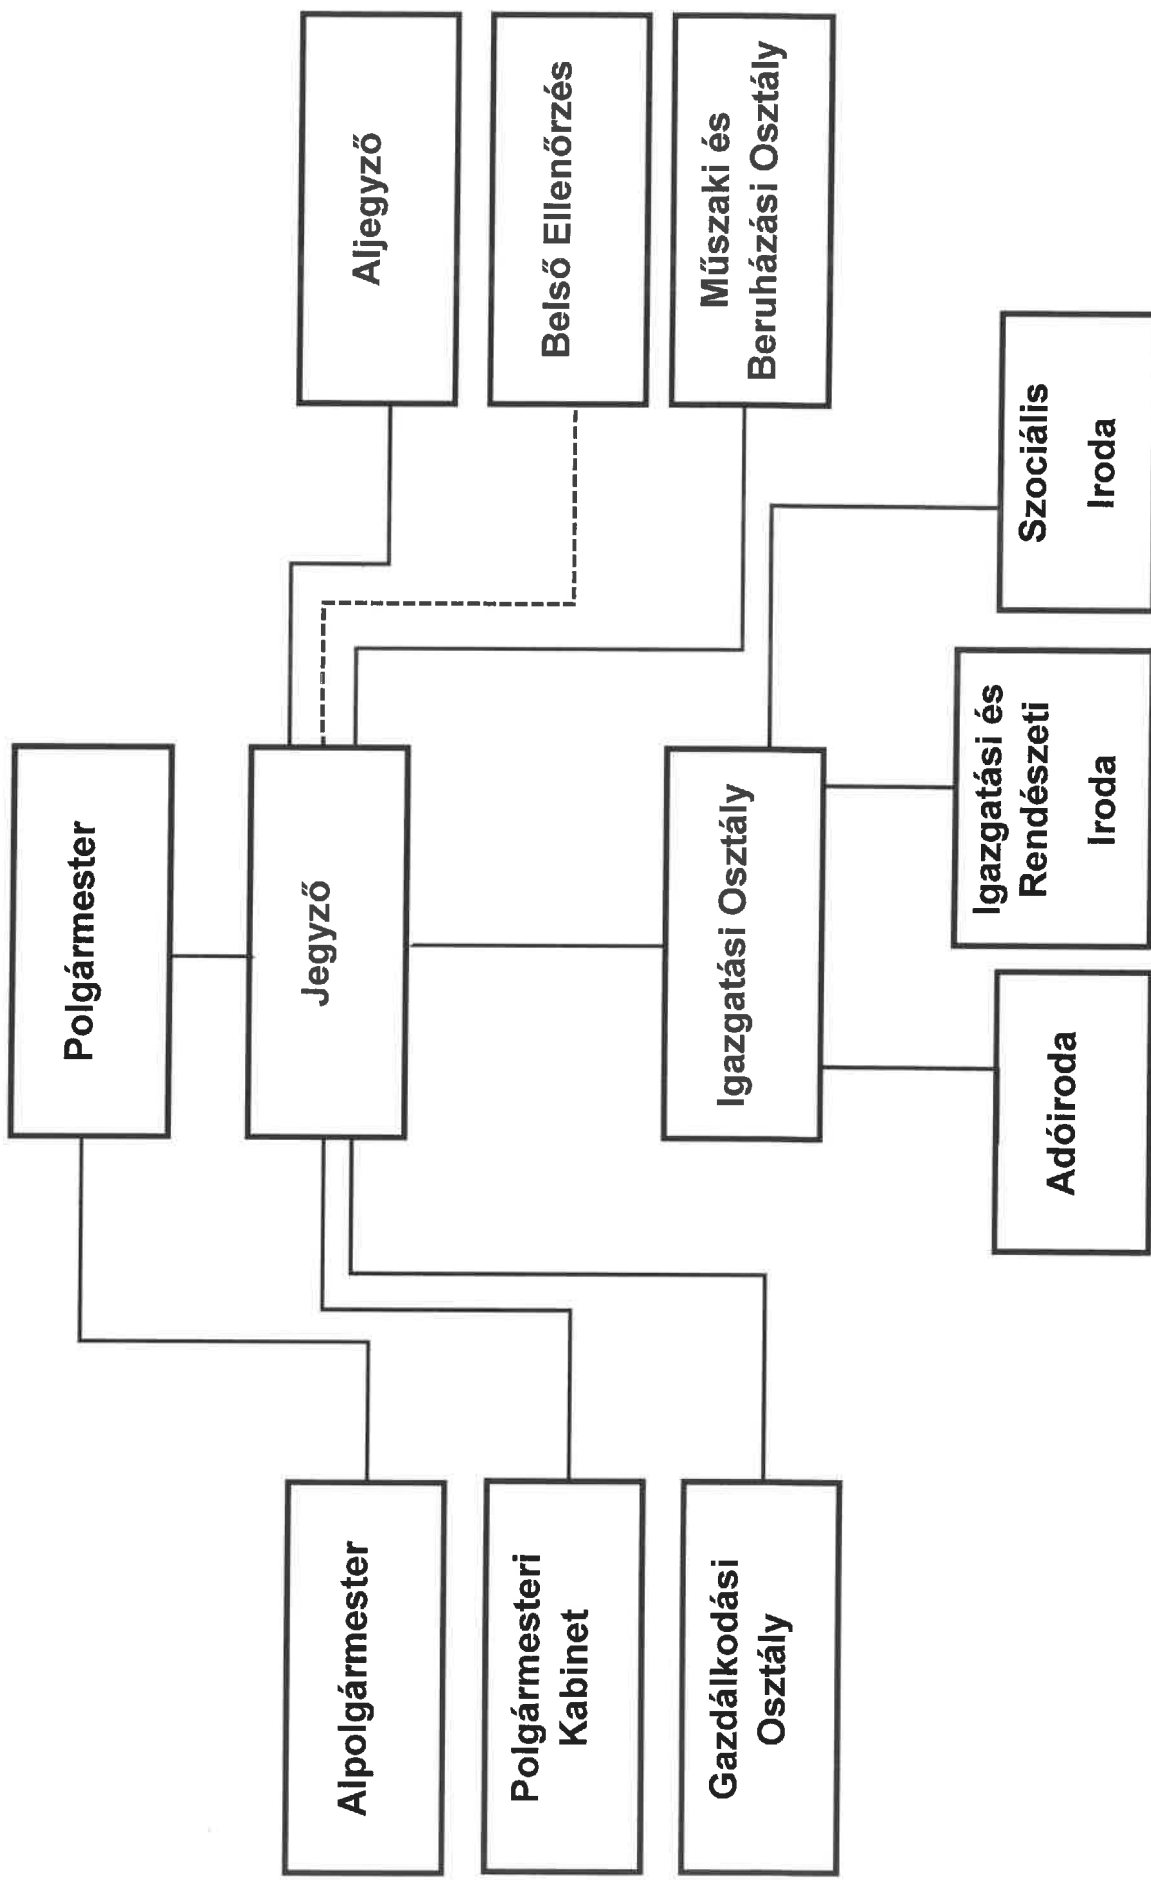 Polgármester
Alpolgármester
Jegyző
Aljegyző
Polgármesteri
Kabinet
Belső Ellenőrzés
Gazdálkodási
Osztály
Igazgatási Osztály
Műszaki és
Beruházási Osztály
Adóiroda
Igazgatási és
Rendészeti
Iroda
Szociális
Iroda